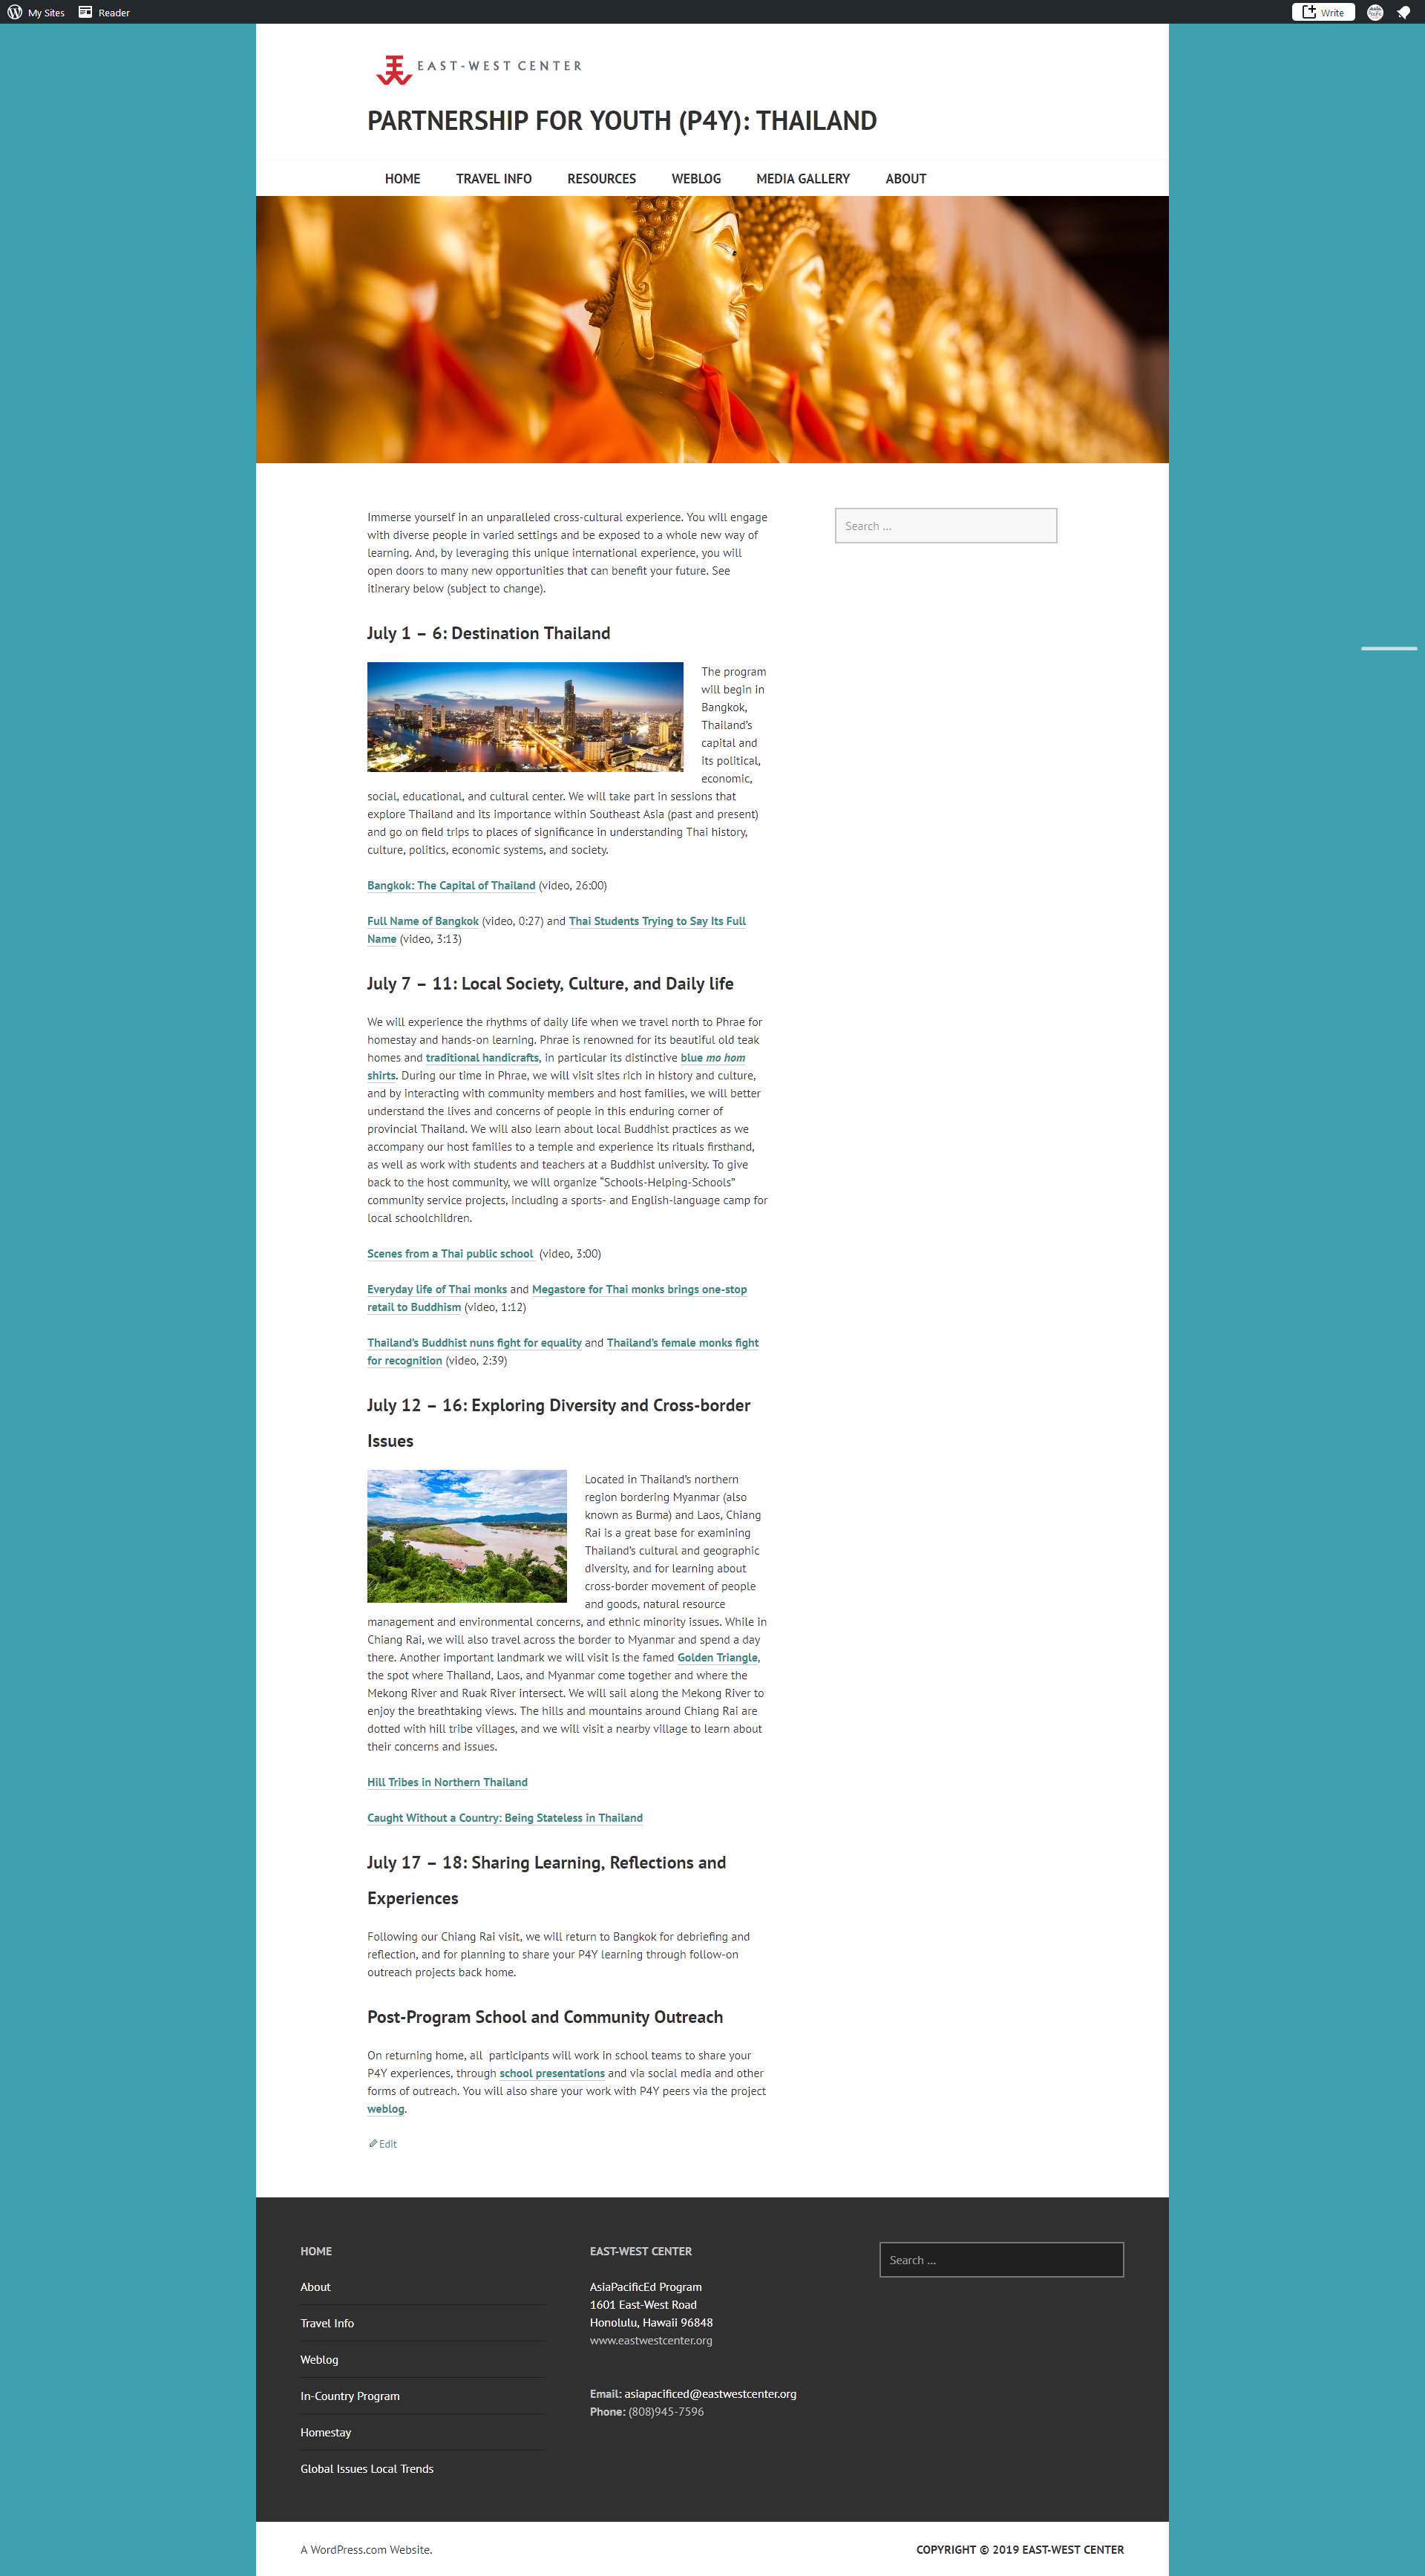 My Sites
Reader
Write
EAST-WEST CENTER
PARTNERSHIP FOR YOUTH (P4Y): THAILAND
HOME TRAVEL INFO RESOURCES WEBLOG MEDIA GALLERY ABOUT
Immerse yourself in an unparalleled cross-cultural experience. You will engage
with diverse people in varied settings and be exposed to a whole new way of
learning. And, by leveraging this unique international experience, you will
open doors to many new opportunities that can benefit your future. See
itinerary below (subject to change).
Search ...
July 1 – 6: Destination Thailand
The program
will begin in
Bangkok,
Thailand's
capital and
its political,
economic,
social, educational, and cultural center. We will take part in sessions that
explore Thailand and its importance within Southeast Asia (past and present)
and go on field trips to places of significance in understanding Thai history,
culture, politics, economic systems, and society.
Bangkok: The Capital of Thailand (video, 26:00)
Full Name of Bangkok (video, 0:27) and Thai Students Trying to Say Its Full
Name (video, 3:13)
July 7 – 11: Local Society, Culture, and Daily life
We will experience the rhythms of daily life when we travel north to Phrae for
homestay and hands-on learning. Phrae is renowned for its beautiful old teak
homes and traditional handicrafts, in particular its distinctive blue mo hom
shirts. During our time in Phrae, we will visit sites rich in history and culture,
and by interacting with community members and host families, we will better
understand the lives and concerns of people in this enduring corner of
provincial Thailand. We will also learn about local Buddhist practices as we
accompany our host families to a temple and experience its rituals firsthand,
as well as work with students and teachers at a Buddhist university. To give
back to the host community, we will organize "Schools-Helping-Schools"
community service projects, including a sports- and English-language camp for
local schoolchildren.
Scenes from a Thai public school (video, 3:00)
Everyday life of Thai monks and Megastore for Thai monks brings one-stop
retail to Buddhism (video, 1:12)
Thailand's Buddhist nuns fight for equality and Thailand's female monks fight
for recognition (video, 2:39)
July 12 – 16: Exploring Diversity and Cross-border
Issues
Located in Thailand's northern
region bordering Myanmar (also
known as Burma) and Laos, Chiang
Rai is a great base for examining
Thailand's cultural and geographic
diversity, and for learning about
cross-border movement of people
and goods, natural resource
management and environmental concerns, and ethnic minority issues. While in
Chiang Rai, we will also travel across the border to Myanmar and spend a day
there. Another important landmark we will visit is the famed Golden Triangle,
the spot where Thailand, Laos, and Myanmar come together and where the
Mekong River and Ruak River intersect. We will sail along the Mekong River to
enjoy the breathtaking views. The hills and mountains around Chiang Rai are
dotted with hill tribe villages, and we will visit a nearby village to learn about
their concerns and issues.
Hill Tribes in Northern Thailand
Caught Without a Country: Being Stateless in Thailand
July 17 – 18: Sharing Learning, Reflections and
Experiences
Following our Chiang Rai visit, we will return to Bangkok for debriefing and
reflection, and for planning to share your P4Y learning through follow-on
outreach projects back home.
Post-Program School and Community Outreach
On returning home, all participants will work in school teams to share your
P4Y experiences, through school presentations and via social media and other
forms of outreach. You will also share your work with P4Y peers via the project
weblog.
Edit
HOME
About
Travel Info
Weblog
In-Country Program
Homestay
Global Issues Local Trends
EAST-WEST CENTER
AsiaPacificEd Program
1601 East-West Road
Honolulu, Hawaii 96848
www.eastwestcenter.org
Email: asiapacificed@eastwestcenter.org
Phone: (808)945-7596
Search ...
A WordPress.com Website.
COPYRIGHT © 2019 EAST-WEST CENTER